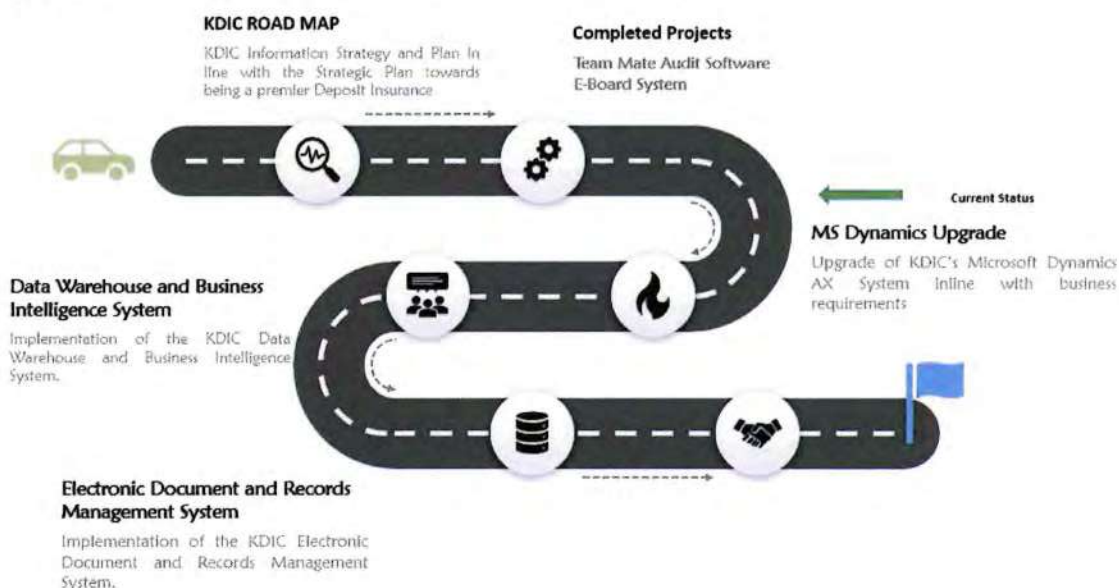 KDIC ROAD MAP
KDIC Information Strategy and Plan in
line with the Strategic Plan towards
being a premier Deposit Insurance
Completed Projects
Team Mate Audit Software
E-Board System
Current Status
MS Dynamics Upgrade
Upgrade of KDIC's Microsoft Dynamics
AX System inline with business
requirements
Data Warehouse and Business
Intelligence System
Implementation of the KDIC Data
Warehouse and Business Intelligence
System.
Electronic Document and Records
Management System
Implementation of the KDIC Electronic
Document and Records Management
System.